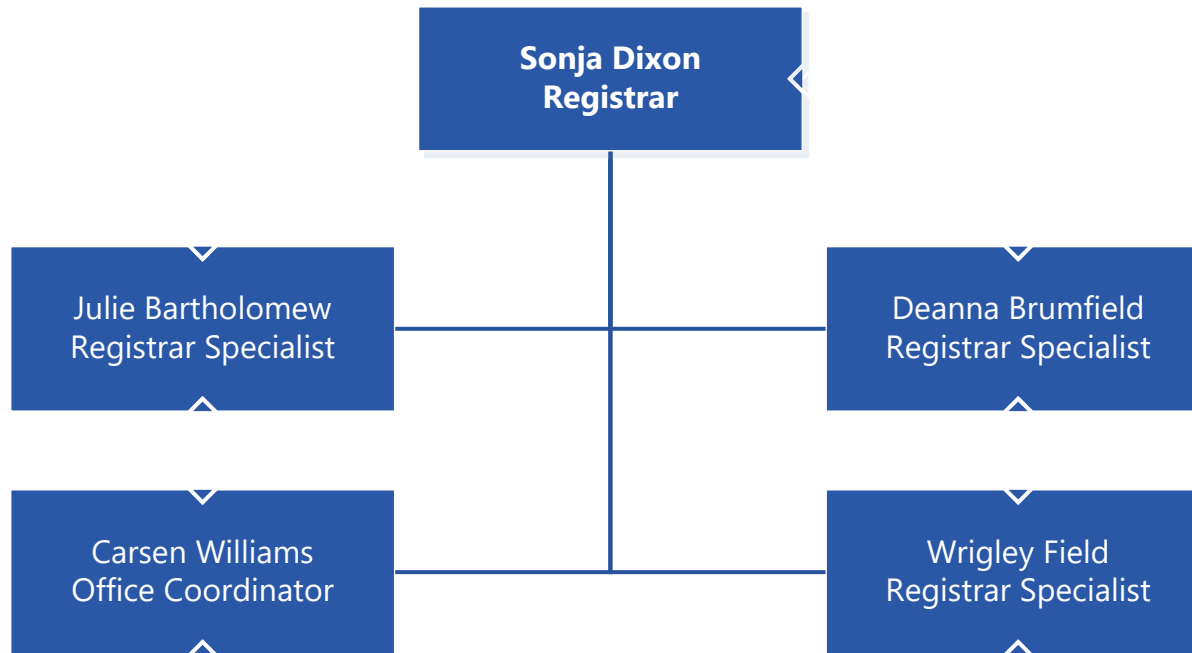 Sonja Dixon
Registrar
Julie Bartholomew
Registrar Specialist
Deanna Brumfield
Registrar Specialist
Carsen Williams
Office Coordinator
Wrigley Field
Registrar Specialist